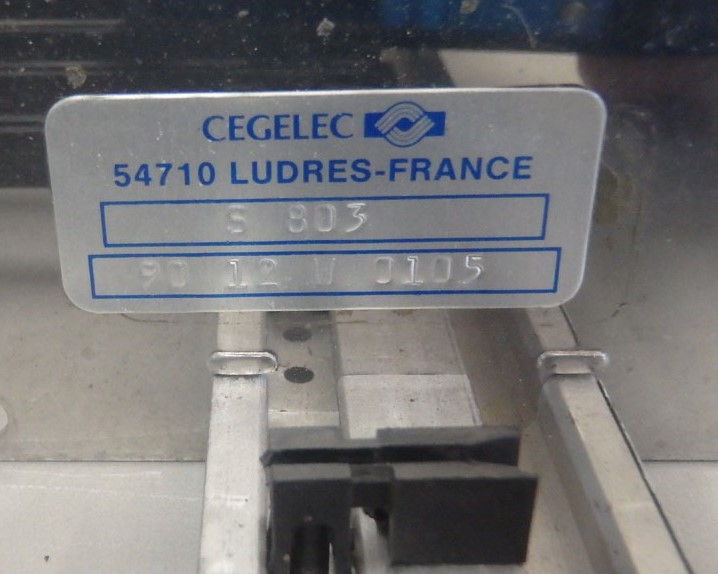 CEGELEC
54710 LUDRES-FRANCE
S 803
90 12 W 0105